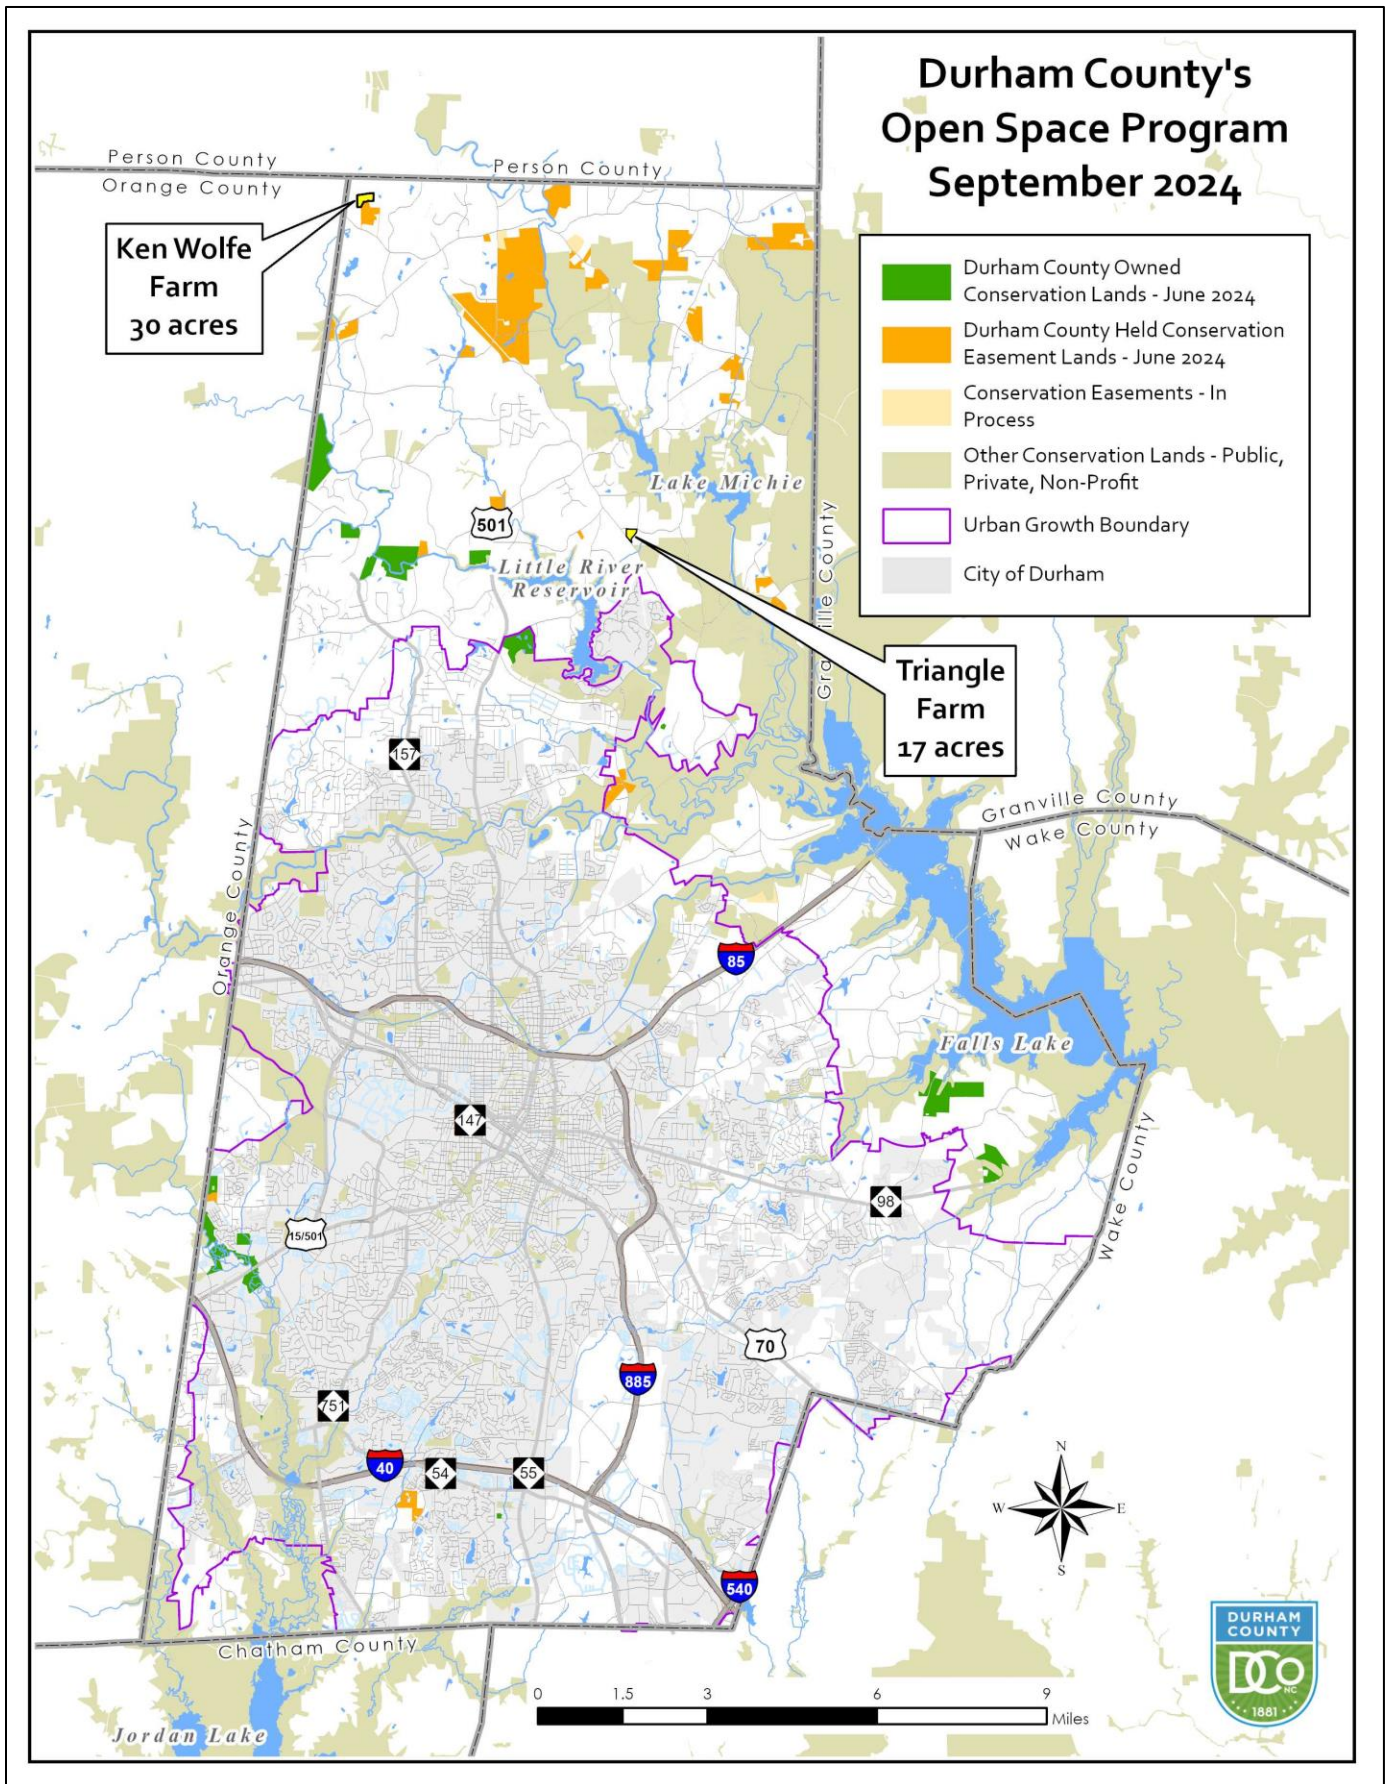 Durham County's
Open Space Program
September 2024
Person County
Orange County
Person County
Ken Wolfe
Farm
30 acres
Durham County Owned
Conservation Lands - June 2024
Durham County Held Conservation
Easement Lands - June 2024
Conservation Easements - In
Process
Other Conservation Lands - Public,
Private, Non-Profit
Urban Growth Boundary
City of Durham
Lake Michie
501
Little River
Reservoir
Granville County
Triangle
Farm
17 acres
157
Granville County
Wake County
Orange County
85
Falls Lake
147
98
Wake County
15/501
70
885
751
40
54
55
540
N
W
E
S
Chatham County
Jordan Lake
0 1.5 3 6 9
Miles
DURHAM
COUNTY
DCO
NC
1881